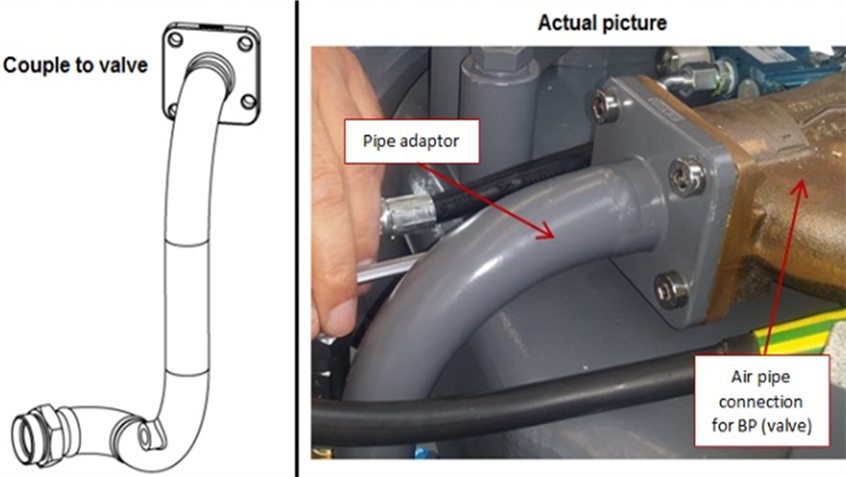 Couple to valve
Actual picture
Pipe adaptor
Air pipe
connection
for BP (valve)